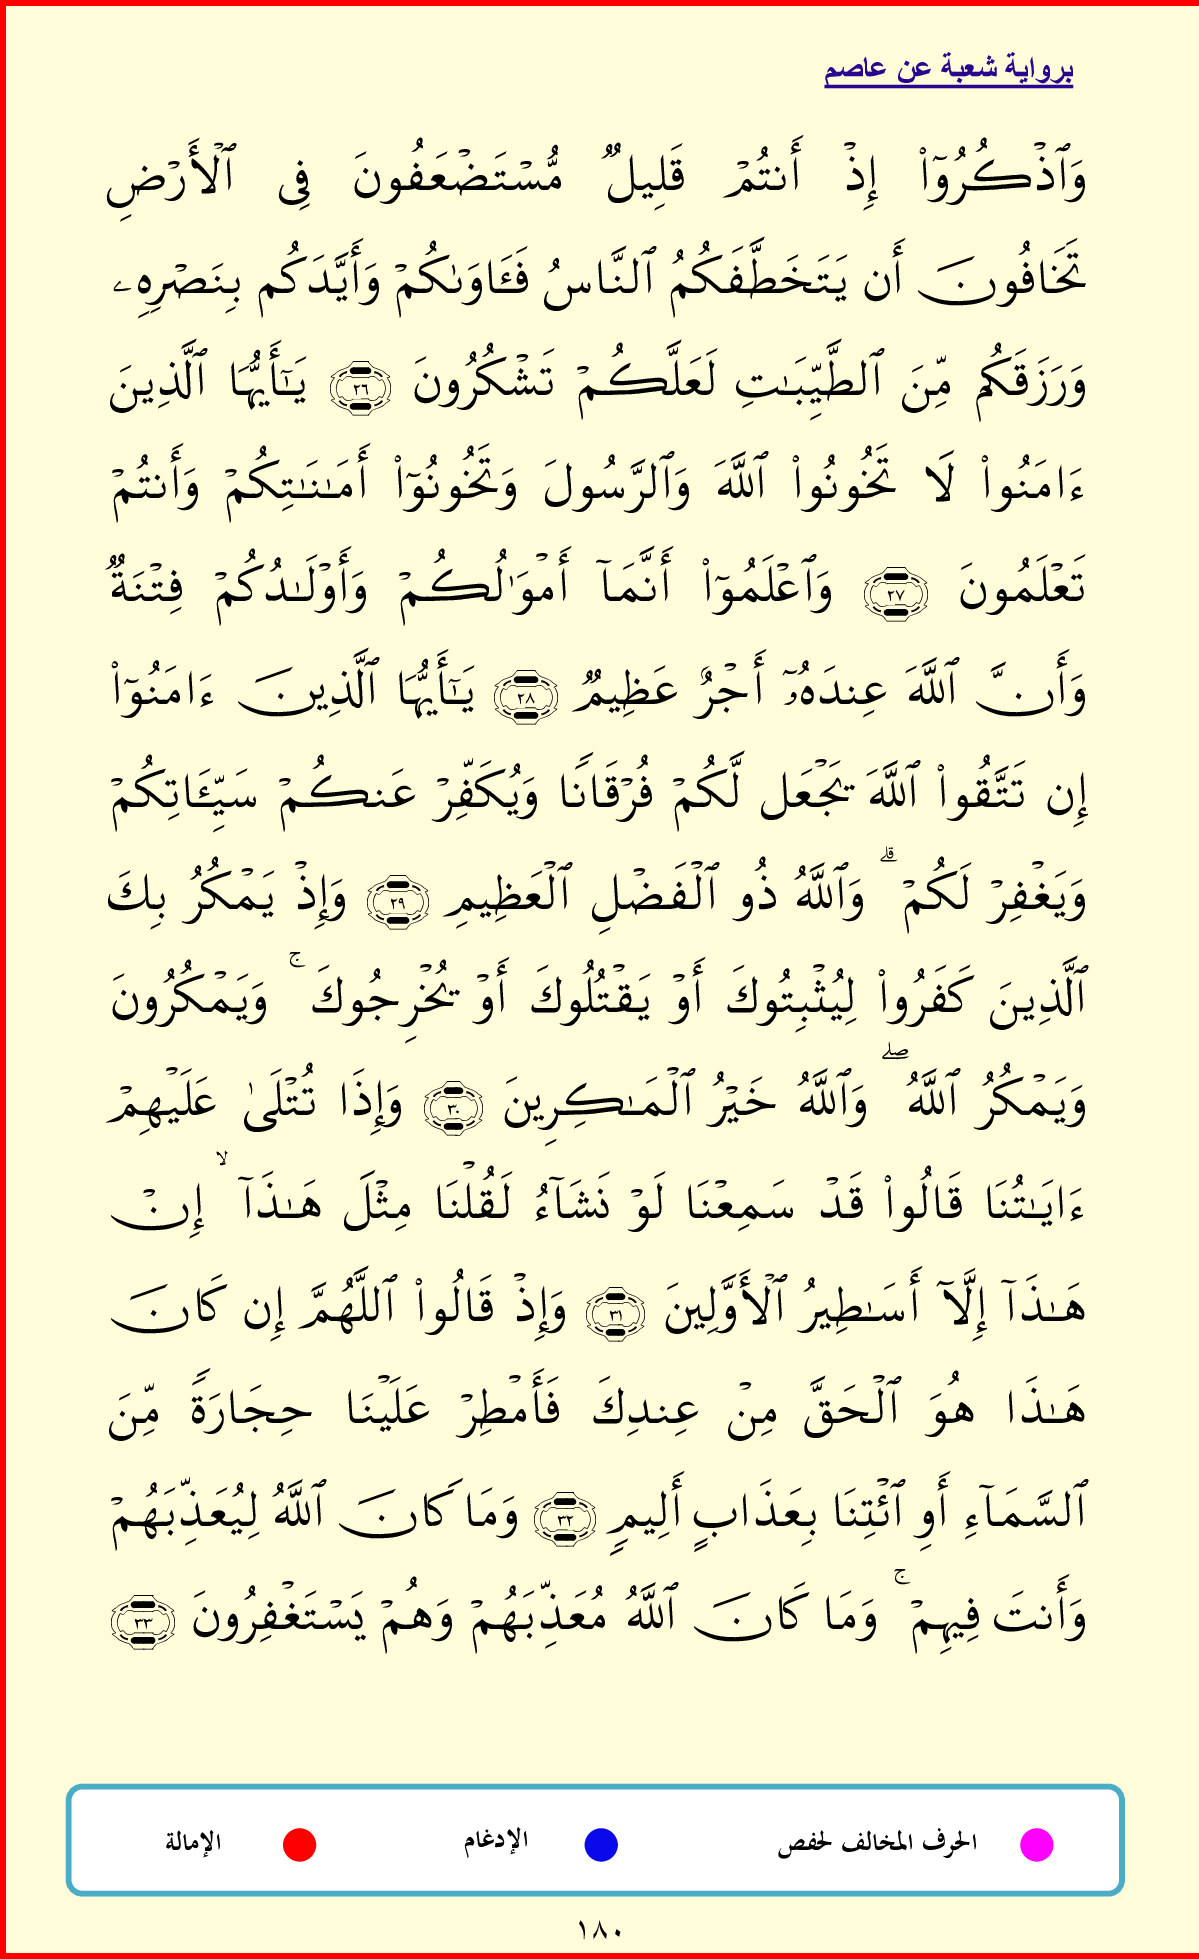 برواية شعبة عن عاصم
وَٱذۡكُرُوٓاْ إِذۡ أَنتُمۡ قَلِيلٞ مُّسۡتَضۡعَفُونَ فِي ٱلۡأَرۡضِ
تَخَافُونَ أَن يَتَخَطَّفَكُمُ ٱلنَّاسُ فَـَٔاوَىٰكُمۡ وَأَيَّدَكُم بِنَصۡرِهِۦ
وَرَزَقَكُم مِّنَ ٱلطَّيِّبَٰتِ لَعَلَّكُمۡ تَشۡكُرُونَ ٢٦ يَٰٓأَيُّهَا ٱلَّذِينَ
ءَامَنُواْ لَا تَخُونُواْ ٱللَّهَ وَٱلرَّسُولَ وَتَخُونُوٓاْ أَمَٰنَٰتِكُمۡ وَأَنتُمۡ
تَعۡلَمُونَ ٢٧ وَٱعۡلَمُوٓاْ أَنَّمَآ أَمۡوَٰلُكُمۡ وَأَوۡلَٰدُكُمۡ فِتۡنَةٞ
وَأَنَّ ٱللَّهَ عِندَهُۥٓ أَجۡرٌ عَظِيمٞ ٢٨ يَٰٓأَيُّهَا ٱلَّذِينَ ءَامَنُوٓاْ
إِن تَتَّقُواْ ٱللَّهَ يَجۡعَل لَّكُمۡ فُرۡقَانٗا وَيُكَفِّرۡ عَنكُمۡ سَيِّـَٔاتِكُمۡ
وَيَغۡفِرۡ لَكُمۡۗ وَٱللَّهُ ذُو ٱلۡفَضۡلِ ٱلۡعَظِيمِ ٢٩ وَإِذۡ يَمۡكُرُ بِكَ
ٱلَّذِينَ كَفَرُواْ لِيُثۡبِتُوكَ أَوۡ يَقۡتُلُوكَ أَوۡ يُخۡرِجُوكَۚ وَيَمۡكُرُونَ
وَيَمۡكُرُ ٱللَّهُۖ وَٱللَّهُ خَيۡرُ ٱلۡمَٰكِرِينَ ٣٠ وَإِذَا تُتۡلَىٰ عَلَيۡهِمۡ
ءَايَٰتُنَا قَالُواْ قَدۡ سَمِعۡنَا لَوۡ نَشَآءُ لَقُلۡنَا مِثۡلَ هَٰذَآۙ إِنۡ
هَٰذَآ إِلَّآ أَسَٰطِيرُ ٱلۡأَوَّلِينَ ٣١ وَإِذۡ قَالُواْ ٱللَّهُمَّ إِن كَانَ
هَٰذَا هُوَ ٱلۡحَقَّ مِنۡ عِندِكَ فَأَمۡطِرۡ عَلَيۡنَا حِجَارَةٗ مِّنَ
ٱلسَّمَآءِ أَوِ ٱئۡتِنَا بِعَذَابٍ أَلِيمٖ ٣٢ وَمَا كَانَ ٱللَّهُ لِيُعَذِّبَهُمۡ
وَأَنتَ فِيهِمۡۚ وَمَا كَانَ ٱللَّهُ مُعَذِّبَهُمۡ وَهُمۡ يَسۡتَغۡفِرُونَ ٣٣
الحرف المخالف لحفص الإدغام الإمالة
١٨٠